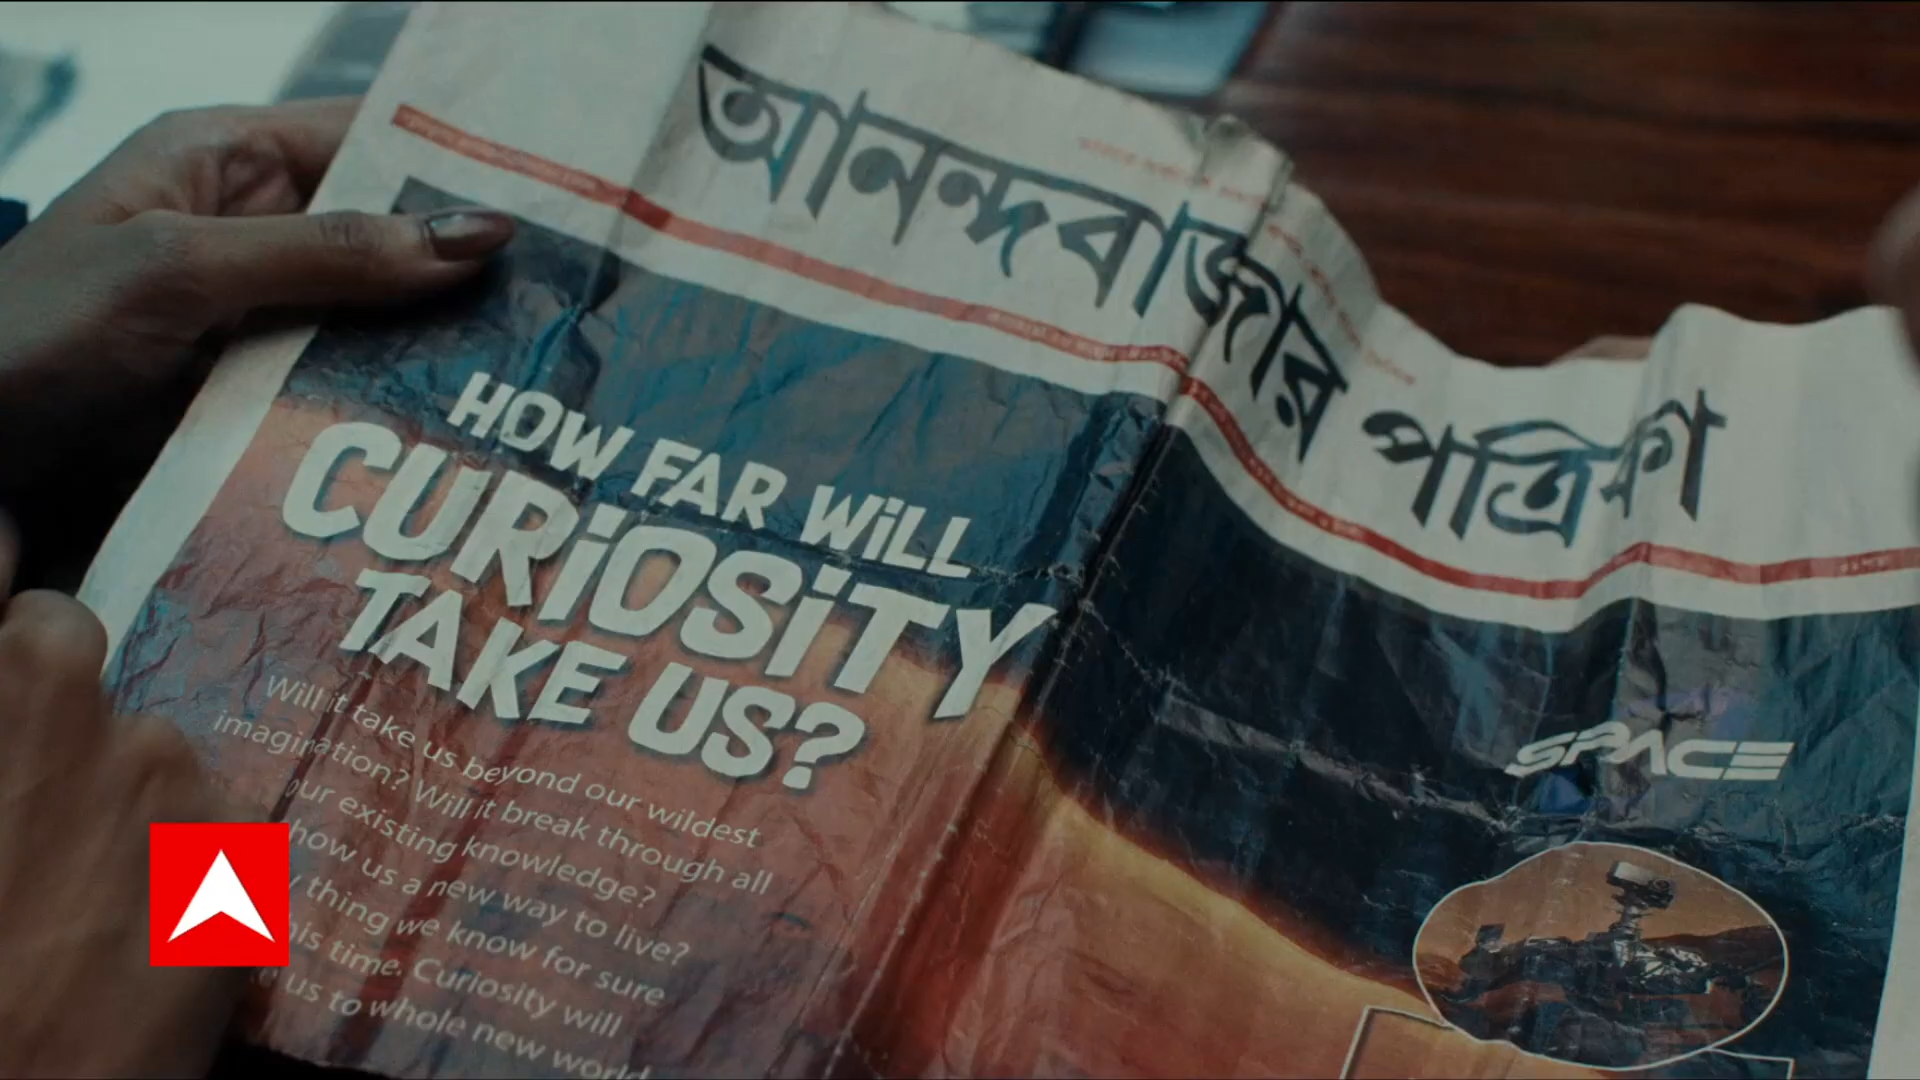 আনন্দবাজার পত্রিকা
HOW FAR WiLL
CURiOSiTY
TAKE US?
Will it take us beyond our wildest
imagination? Will it break through all
our existing knowledge?
how us a new way to live?
thing we know for sure
his time. Curiosity will
us to whole new world
SPACE